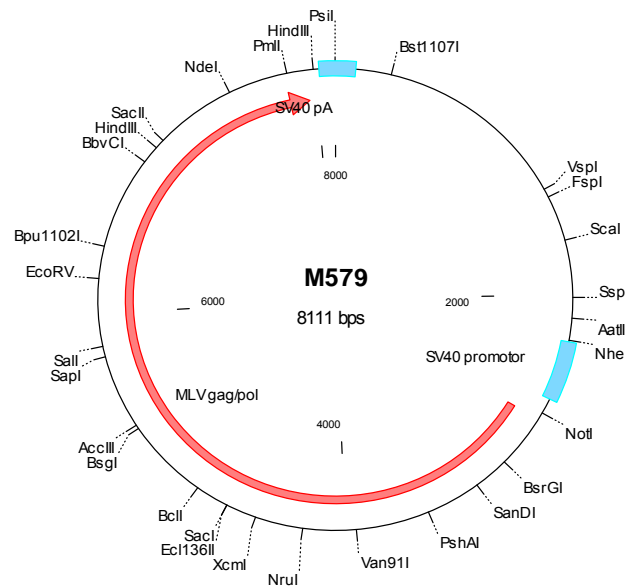 PsiI
HindIII
PmlI
Bst1107I
NdeI
SV40 pA
SacII
HindIII
BbvCI
8000
VspI
FspI
ScaI
Bpu1102I
EcoRV
M579
6000
2000
Ssp
8111 bps
AatII
Nhe
SV40 promotor
SalI
SapI
MLVgag/pol
4000
NotI
AccIII
BsgI
BsrGI
SanDI
BclI
SacI
Ecl136II
XcmI
PshAI
Van91I
NruI